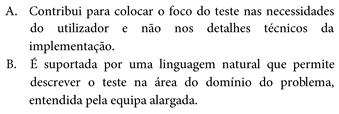 A. Contribui para colocar o foco do teste nas necessidades
do utilizador e não nos detalhes técnicos da
implementação.
B. É suportada por uma linguagem natural que permite
descrever o teste na área do domínio do problema,
entendida pela equipa alargada.